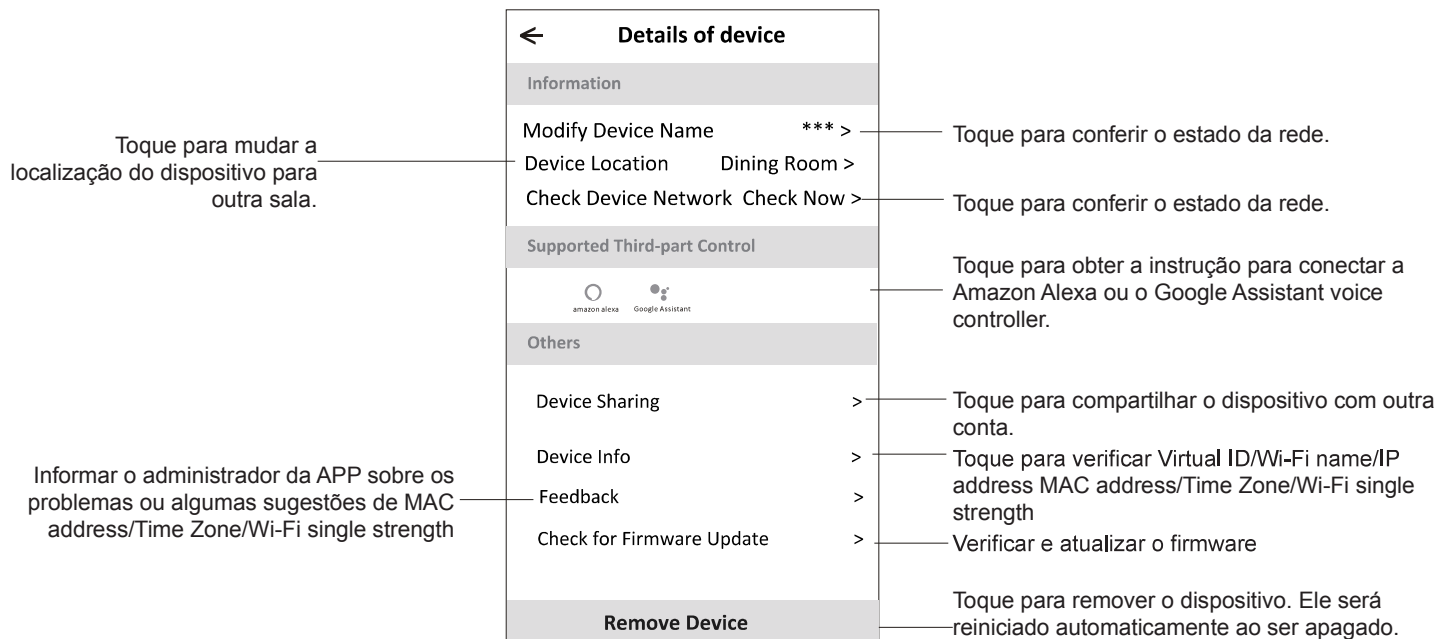 Details of device
Information
Modify Device Name *** >
Toque para conferir o estado da rede.
Toque para mudar a
localização do dispositivo para
outra sala.
Device Location Dining Room >
Check Device Network Check Now >
Toque para conferir o estado da rede.
Supported Third-part Control
amazon alexa Google Assistant
Toque para obter a instrução para conectar a
Amazon Alexa ou o Google Assistant voice
controller.
Others
Device Sharing >
Toque para compartilhar o dispositivo com outra
conta.
Device Info >
Toque para verificar Virtual ID/Wi-Fi name/IP
address MAC address/Time Zone/Wi-Fi single
strength
Informar o administrador da APP sobre os
problemas ou algumas sugestões de MAC
address/Time Zone/Wi-Fi single strength
Feedback >
Check for Firmware Update >
Verificar e atualizar o firmware
Remove Device
Toque para remover o dispositivo. Ele será
reiniciado automaticamente ao ser apagado.